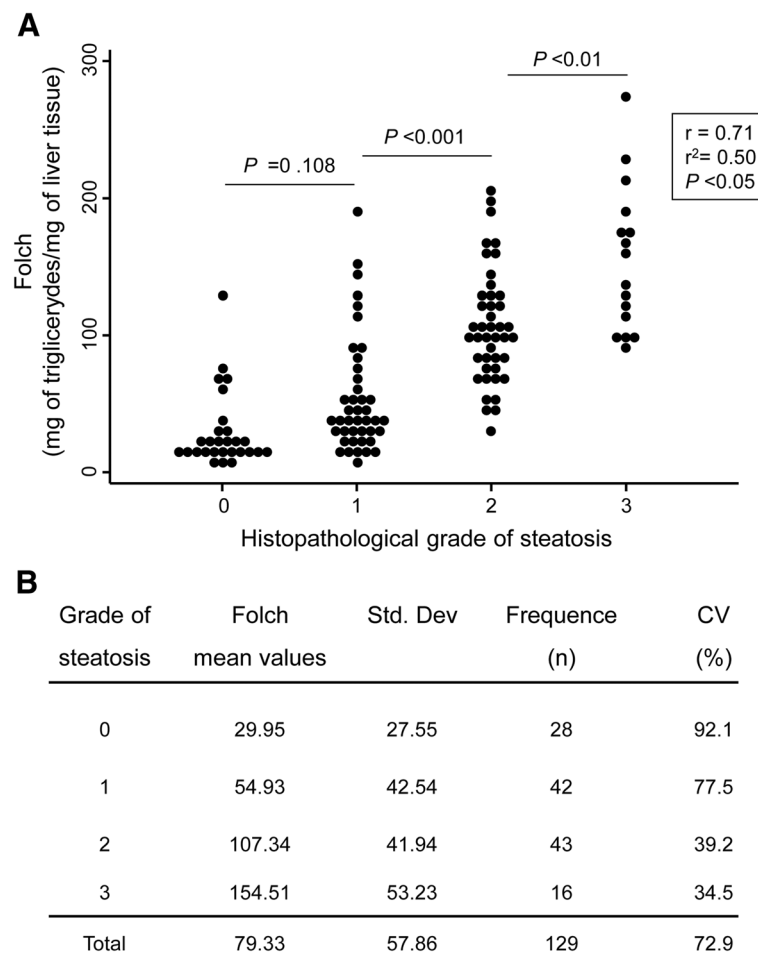 A
300
200
100
0
Folch
(mg of triglicerydes/mg of liver tissue)
P =0 .108
P <0.001
P <0.01
r = 0.71
r²= 0.50
P <0.05
0 1 2 3
Histopathological grade of steatosis
B
Grade of Folch Std. Dev Frequence CV
steatosis mean values (n) (%)
0 29.95 27.55 28 92.1
1 54.93 42.54 42 77.5
2 107.34 41.94 43 39.2
3 154.51 53.23 16 34.5
Total 79.33 57.86 129 72.9